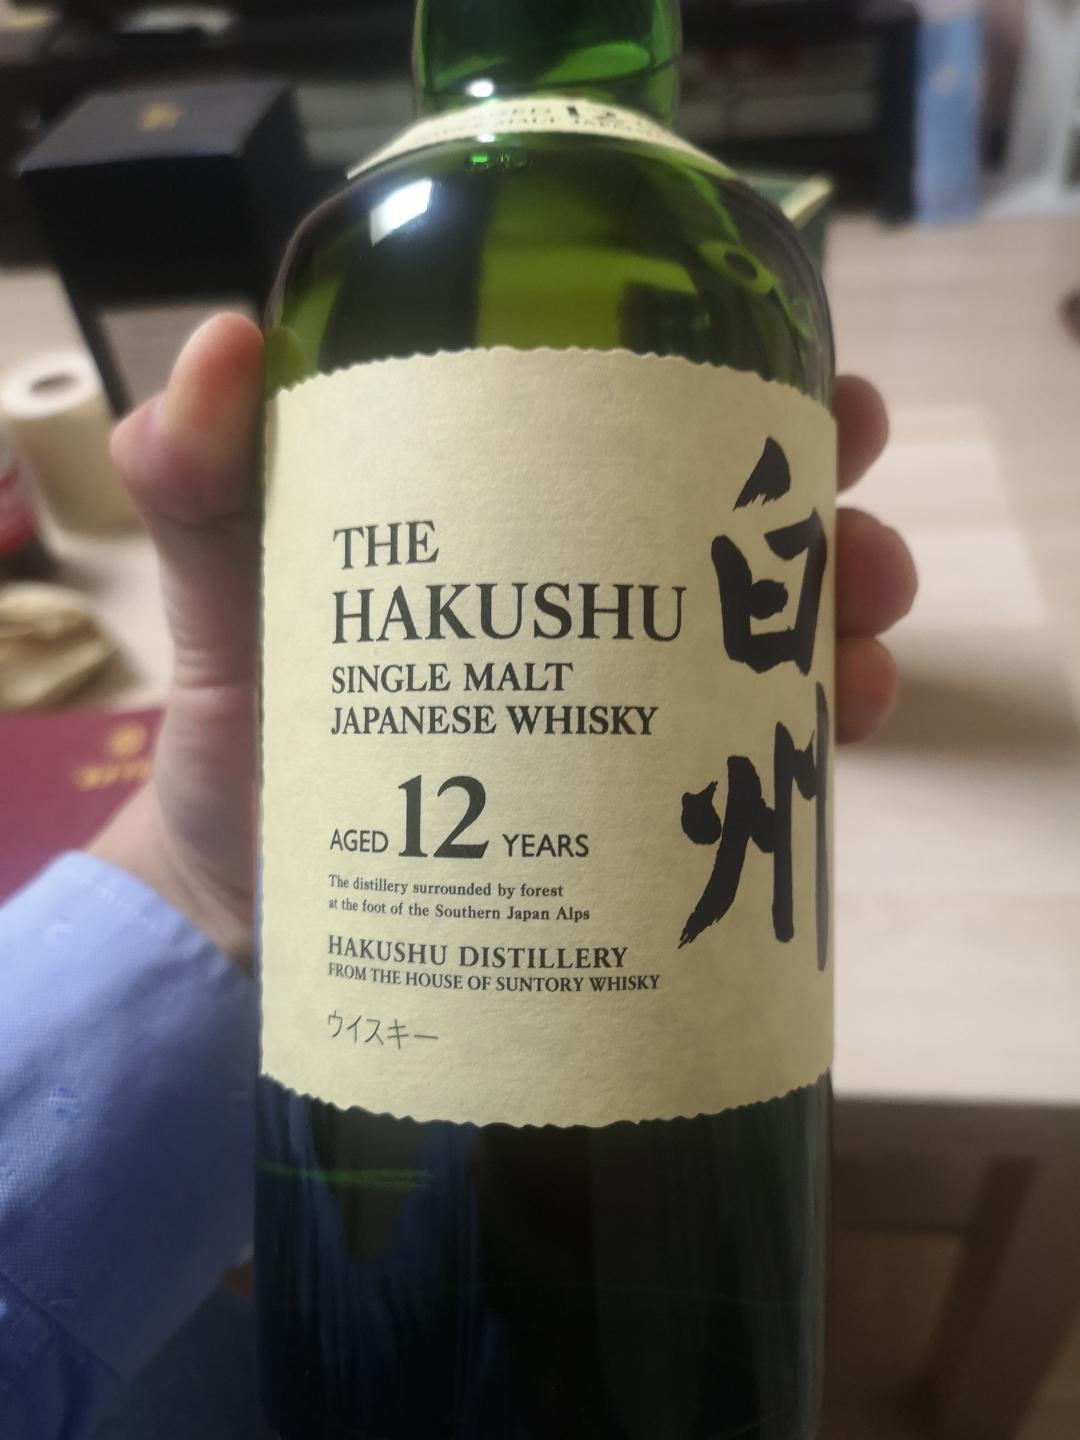 THE
HAKUSHU
SINGLE MALT
JAPANESE WHISKY
AGED 12 YEARS
The distillery surrounded by forest
at the foot of the Southern Japan Alps
HAKUSHU DISTILLERY
FROM THE HOUSE OF SUNTORY WHISKY
ウイスキー
白州